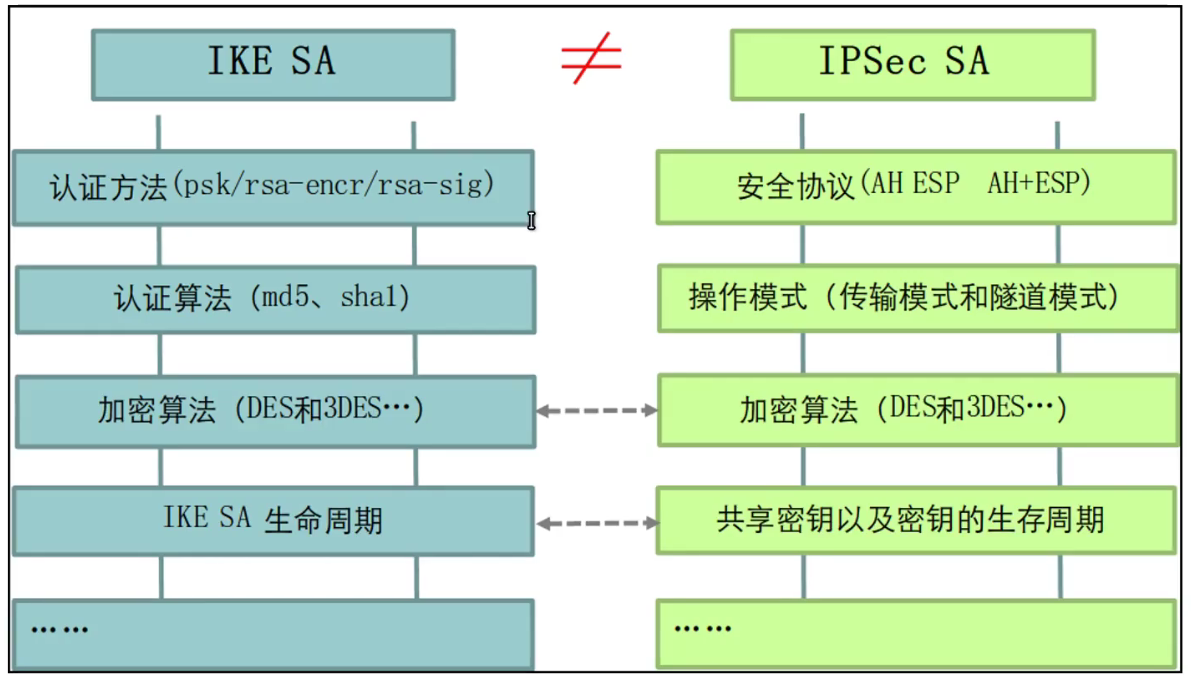 IKE SA
≠
IPSec SA
认证方法(psk/rsa-encr/rsa-sig)
安全协议(AH ESP  AH+ESP)
认证算法（md5、sha1)
操作模式（传输模式和隧道模式）
加密算法（DES和3DES…）
加密算法（DES和3DES…）
IKE SA 生命周期
共享密钥以及密钥的生存周期
……
……